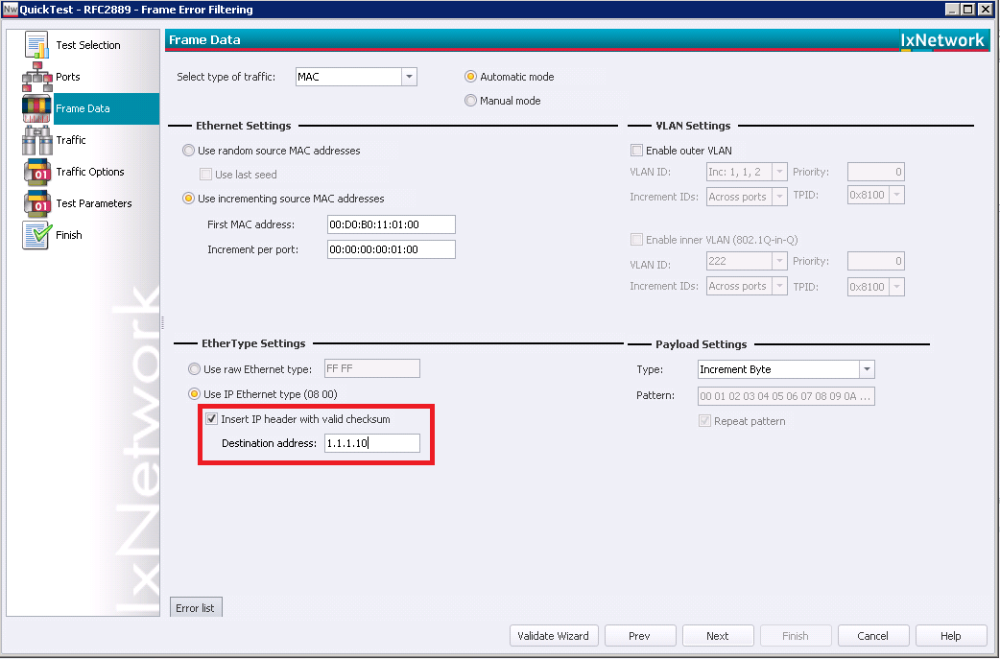 Nw QuickTest - RFC2889 - Frame Error Filtering
Test Selection
Ports
Frame Data
Traffic
Traffic Options
Test Parameters
Finish
IxNetwork
Frame Data
IxNetwork
Select type of traffic: MAC
Automatic mode
Manual mode
Ethernet Settings
Use random source MAC addresses
Use last seed
Use incrementing source MAC addresses
First MAC address: 00:D0:B0:11:01:00
Increment per port: 00:00:00:00:01:00
VLAN Settings
Enable outer VLAN
VLAN ID: Inc: 1, 1, 2 Priority: 0
Increment IDs: Across ports TPID: 0x8100
Enable inner VLAN (802.1Q-in-Q)
VLAN ID: 222 Priority: 0
Increment IDs: Across ports TPID: 0x8100
EtherType Settings
Use raw Ethernet type: FF FF
Use IP Ethernet type (08 00)
Insert IP header with valid checksum
Destination address: 1.1.1.10
Payload Settings
Type: Increment Byte
Pattern: 00 01 02 03 04 05 06 07 08 09 0A ...
Repeat pattern
Error list
Validate Wizard Prev Next Finish Cancel Help